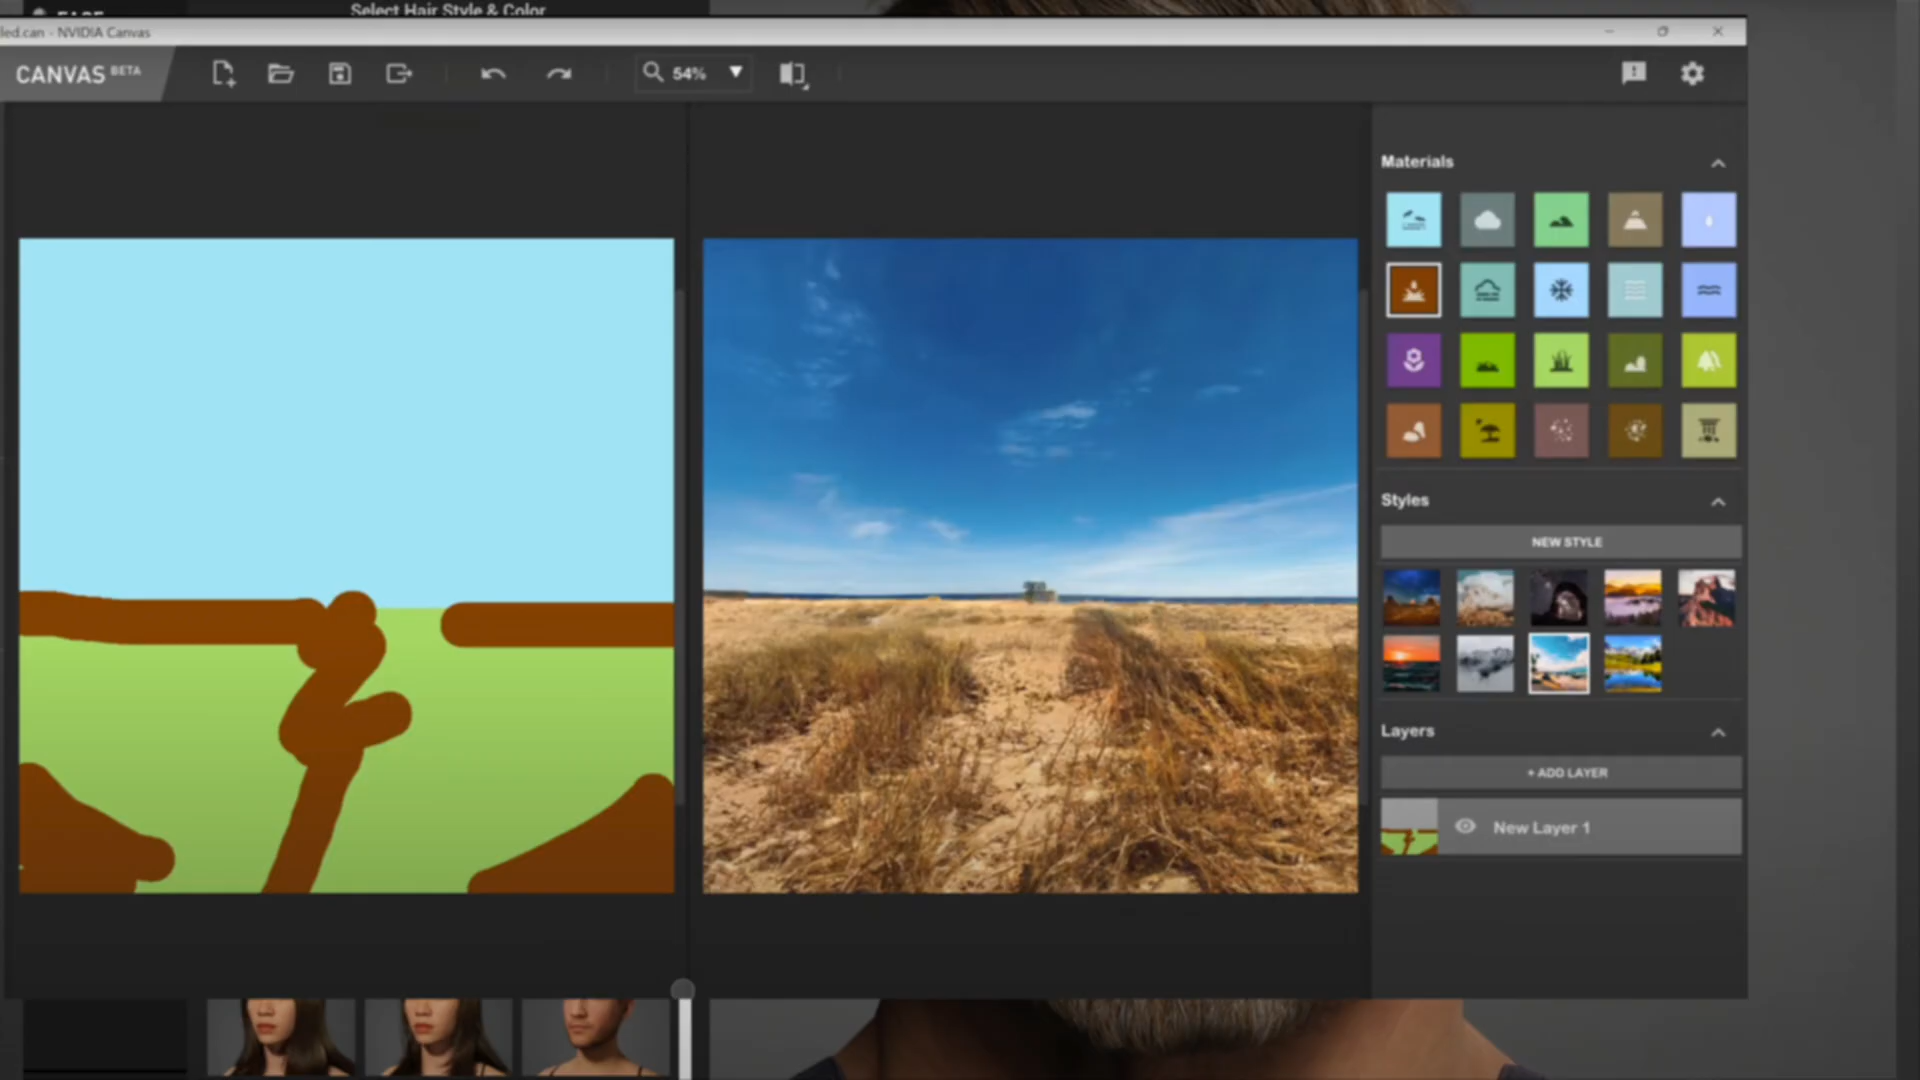 Select Hair Style & Color
led.can - NVIDIA Canvas
CANVAS BETA
54%
Materials
Styles
NEW STYLE
Layers
+ ADD LAYER
New Layer 1